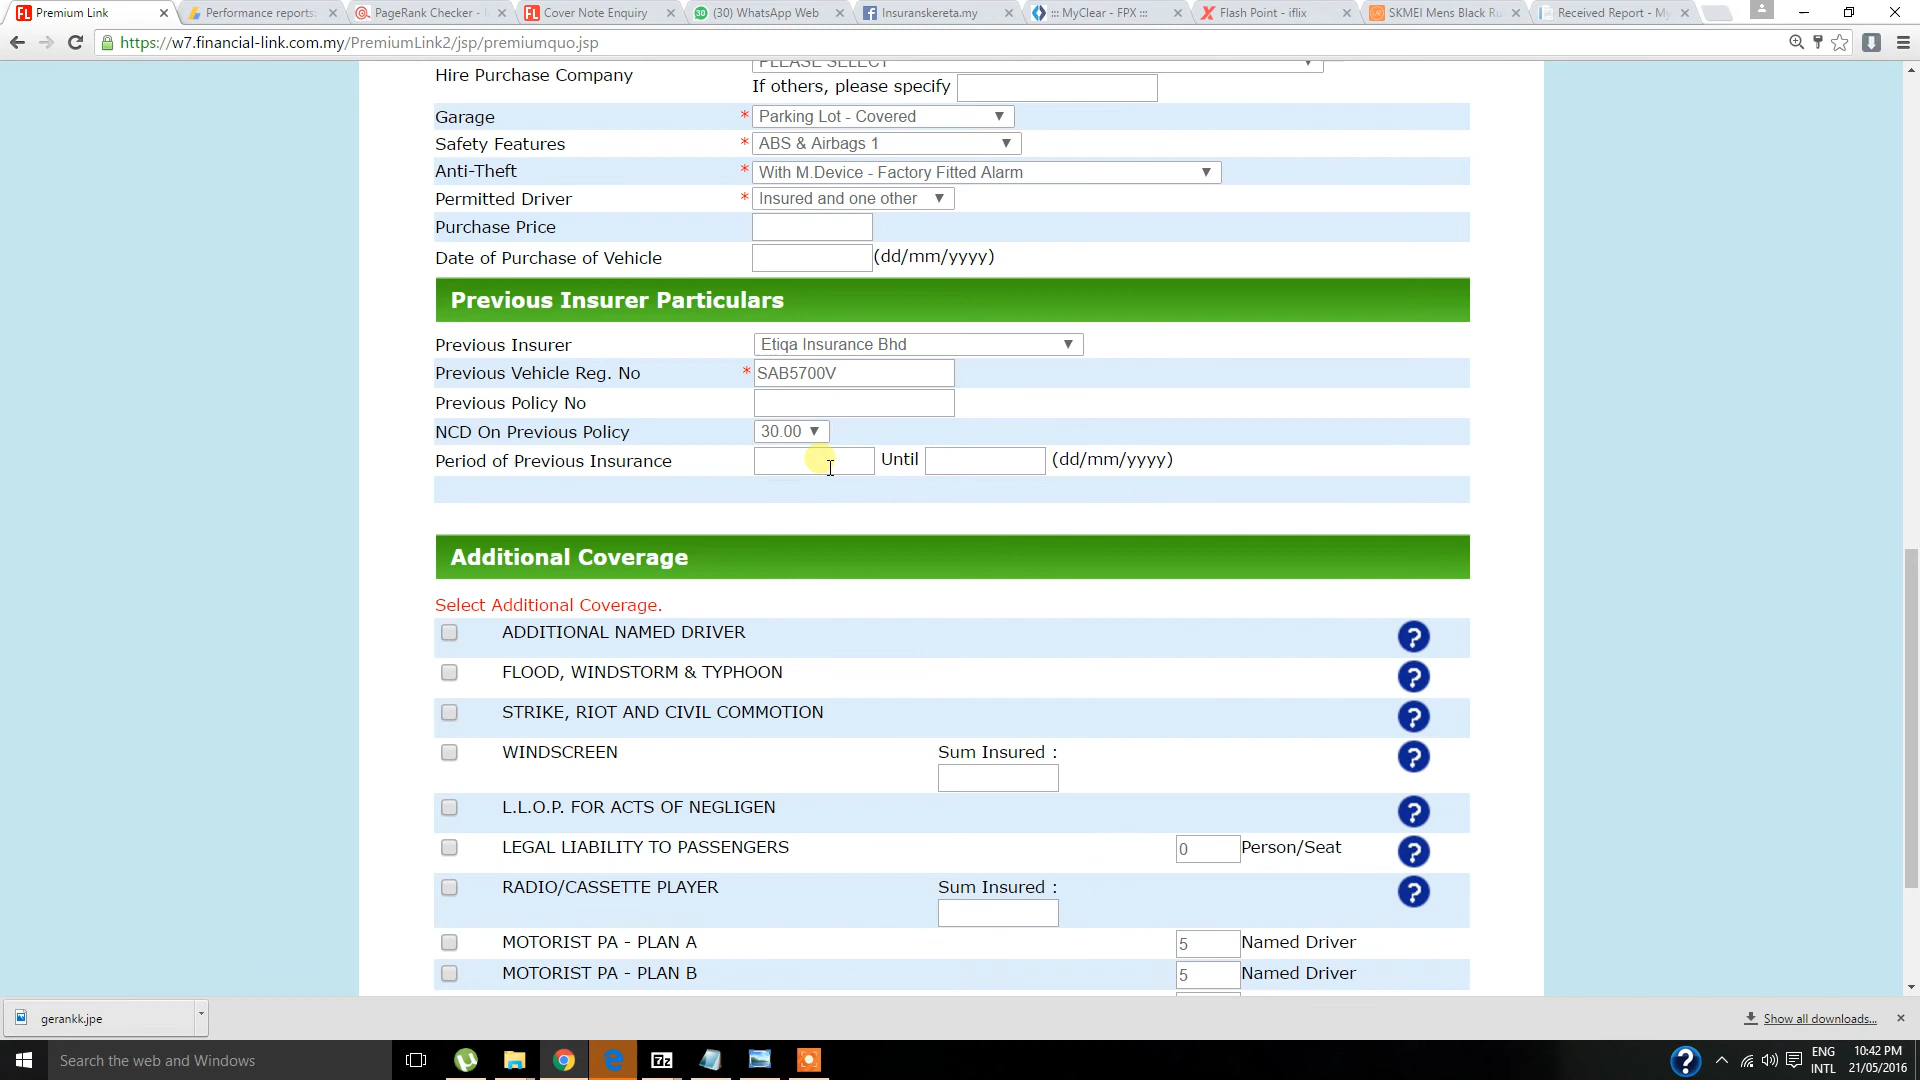 Premium Link
Performance reports:
PageRank Checker -
Cover Note Enquiry
(30) WhatsApp Web
Insuranskereta.my
::: MyClear - FPX :::
Flash Point - iflix
SKMEI Mens Black Ru
Received Report - My
https://w7.financial-link.com.my/PremiumLink2/jsp/premiumquo.jsp
Hire Purchase Company
PLEASE SELECT
If others, please specify
Garage * Parking Lot - Covered
Safety Features * ABS & Airbags 1
Anti-Theft * With M.Device - Factory Fitted Alarm
Permitted Driver * Insured and one other
Purchase Price
Date of Purchase of Vehicle (dd/mm/yyyy)
Previous Insurer Particulars
Previous Insurer Etiqa Insurance Bhd
Previous Vehicle Reg. No * SAB5700V
Previous Policy No
NCD On Previous Policy 30.00
Period of Previous Insurance Until (dd/mm/yyyy)
Additional Coverage
Select Additional Coverage.
ADDITIONAL NAMED DRIVER ?
FLOOD, WINDSTORM & TYPHOON ?
STRIKE, RIOT AND CIVIL COMMOTION ?
WINDSCREEN Sum Insured : ?
L.L.O.P. FOR ACTS OF NEGLIGEN ?
LEGAL LIABILITY TO PASSENGERS 0 Person/Seat ?
RADIO/CASSETTE PLAYER Sum Insured : ?
MOTORIST PA - PLAN A 5 Named Driver
MOTORIST PA - PLAN B 5 Named Driver
gerankk.jpe
Show all downloads...
Search the web and Windows
7z
?
ENG
INTL
10:42 PM
21/05/2016